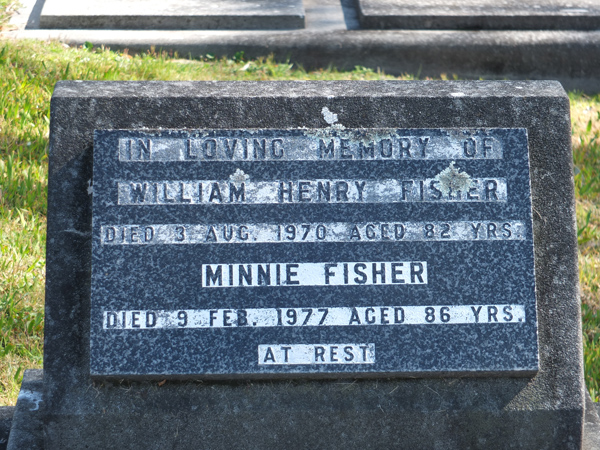 IN LOVING MEMORY OF
WILLIAM HENRY FISHER
DIED 3 AUG. 1970 AGED 82 YRS.
MINNIE FISHER
DIED 9 FEB. 1977 AGED 86 YRS.
AT REST